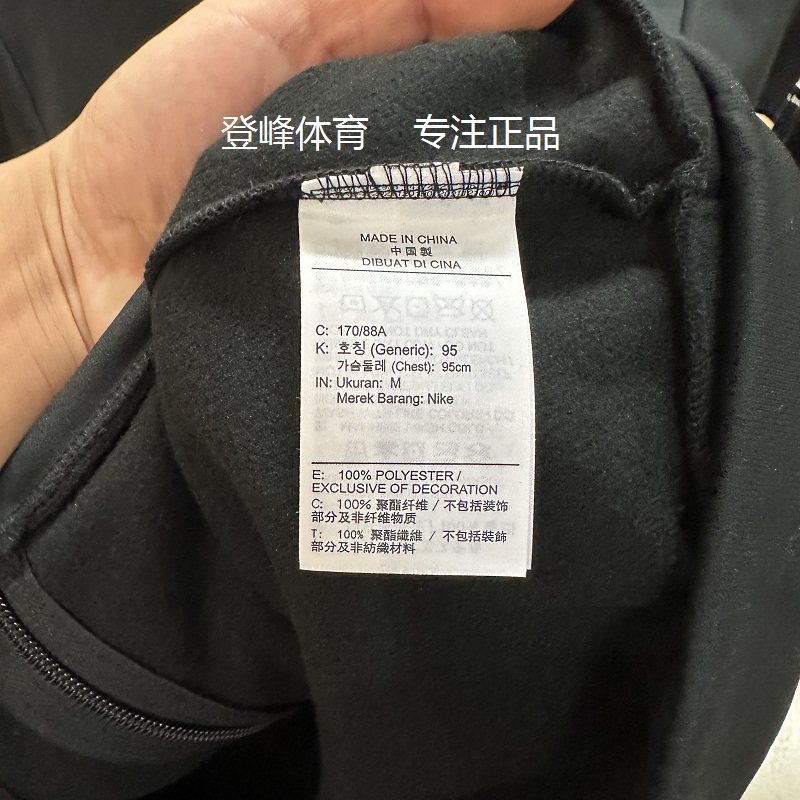 登峰体育 专注正品
MADE IN CHINA
中国製
DIBUAT DI CINA
C: 170/88A
K: 호칭 (Generic): 95
가슴둘레 (Chest): 95cm
IN: Ukuran: M
Merek Barang: Nike
E: 100% POLYESTER /
EXCLUSIVE OF DECORATION
C: 100% 聚酯纤维 / 不包括装饰
部分及非纤维物质
T: 100% 聚酯纖維 / 不包括裝飾
部分及非紡織材料